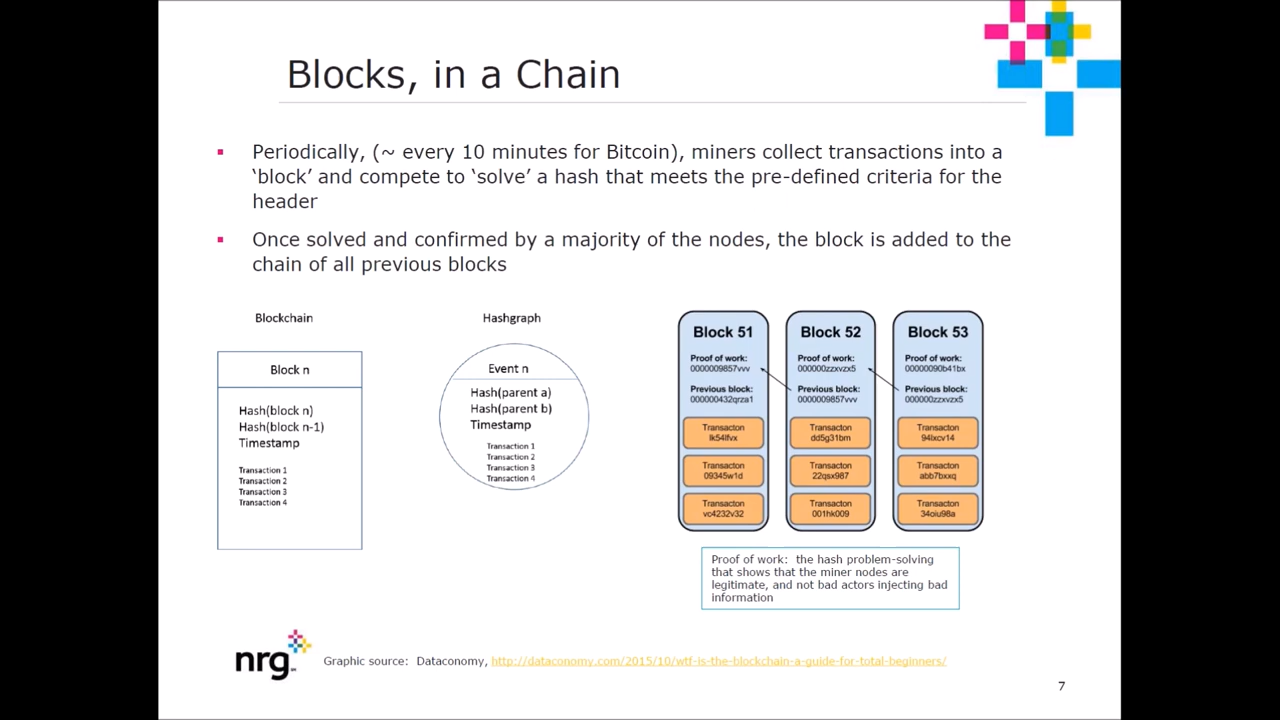 Blocks, in a Chain
Periodically, (~ every 10 minutes for Bitcoin), miners collect transactions into a
‘block’ and compete to ‘solve’ a hash that meets the pre-defined criteria for the
header
Once solved and confirmed by a majority of the nodes, the block is added to the
chain of all previous blocks
Blockchain
Block n
Hash(block n)
Hash(block n-1)
Timestamp
Transaction 1
Transaction 2
Transaction 3
Transaction 4
Hashgraph
Event n
Hash(parent a)
Hash(parent b)
Timestamp
Transaction 1
Transaction 2
Transaction 3
Transaction 4
Block 51
Proof of work:
0000009857vvv
Previous block:
000000432qrza1
Transacton
lk54lfvx
Transacton
09345w1d
Transacton
vc4232v32
Block 52
Proof of work:
000000zzxvzx5
Previous block:
0000009857vvv
Transacton
dd5g31bm
Transacton
22qsx987
Transacton
001hk009
Block 53
Proof of work:
00000090b41bx
Previous block:
000000zzxvzx5
Transacton
94lxcv14
Transacton
abb7bxxq
Transacton
34oiu98a
Proof of work: the hash problem-solving
that shows that the miner nodes are
legitimate, and not bad actors injecting bad
information
nrg
Graphic source: Dataconomy, http://dataconomy.com/2015/10/wtf-is-the-blockchain-a-guide-for-total-beginners/
7